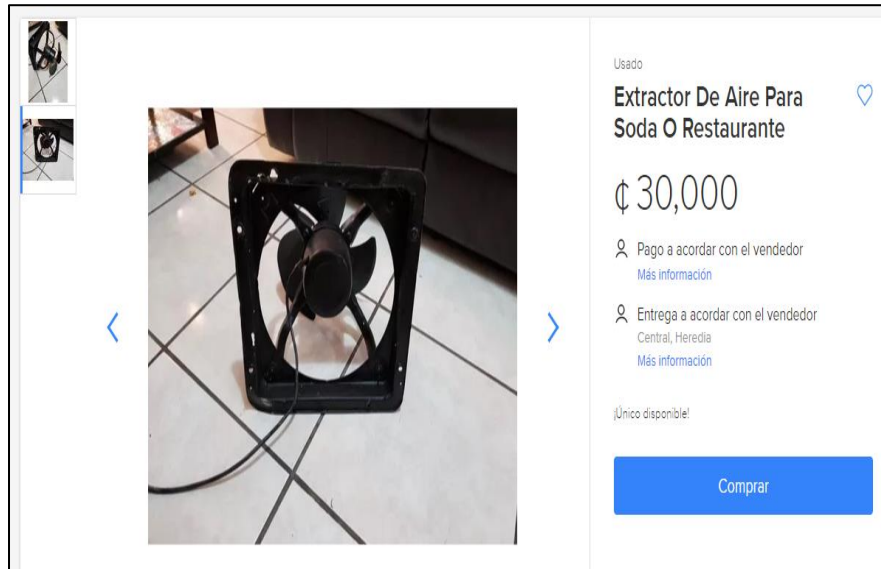 Usado
Extractor De Aire Para
Soda O Restaurante
₡ 30,000
Pago a acordar con el vendedor
Más información
Entrega a acordar con el vendedor
Central, Heredia
Más información
¡Único disponible!
Comprar